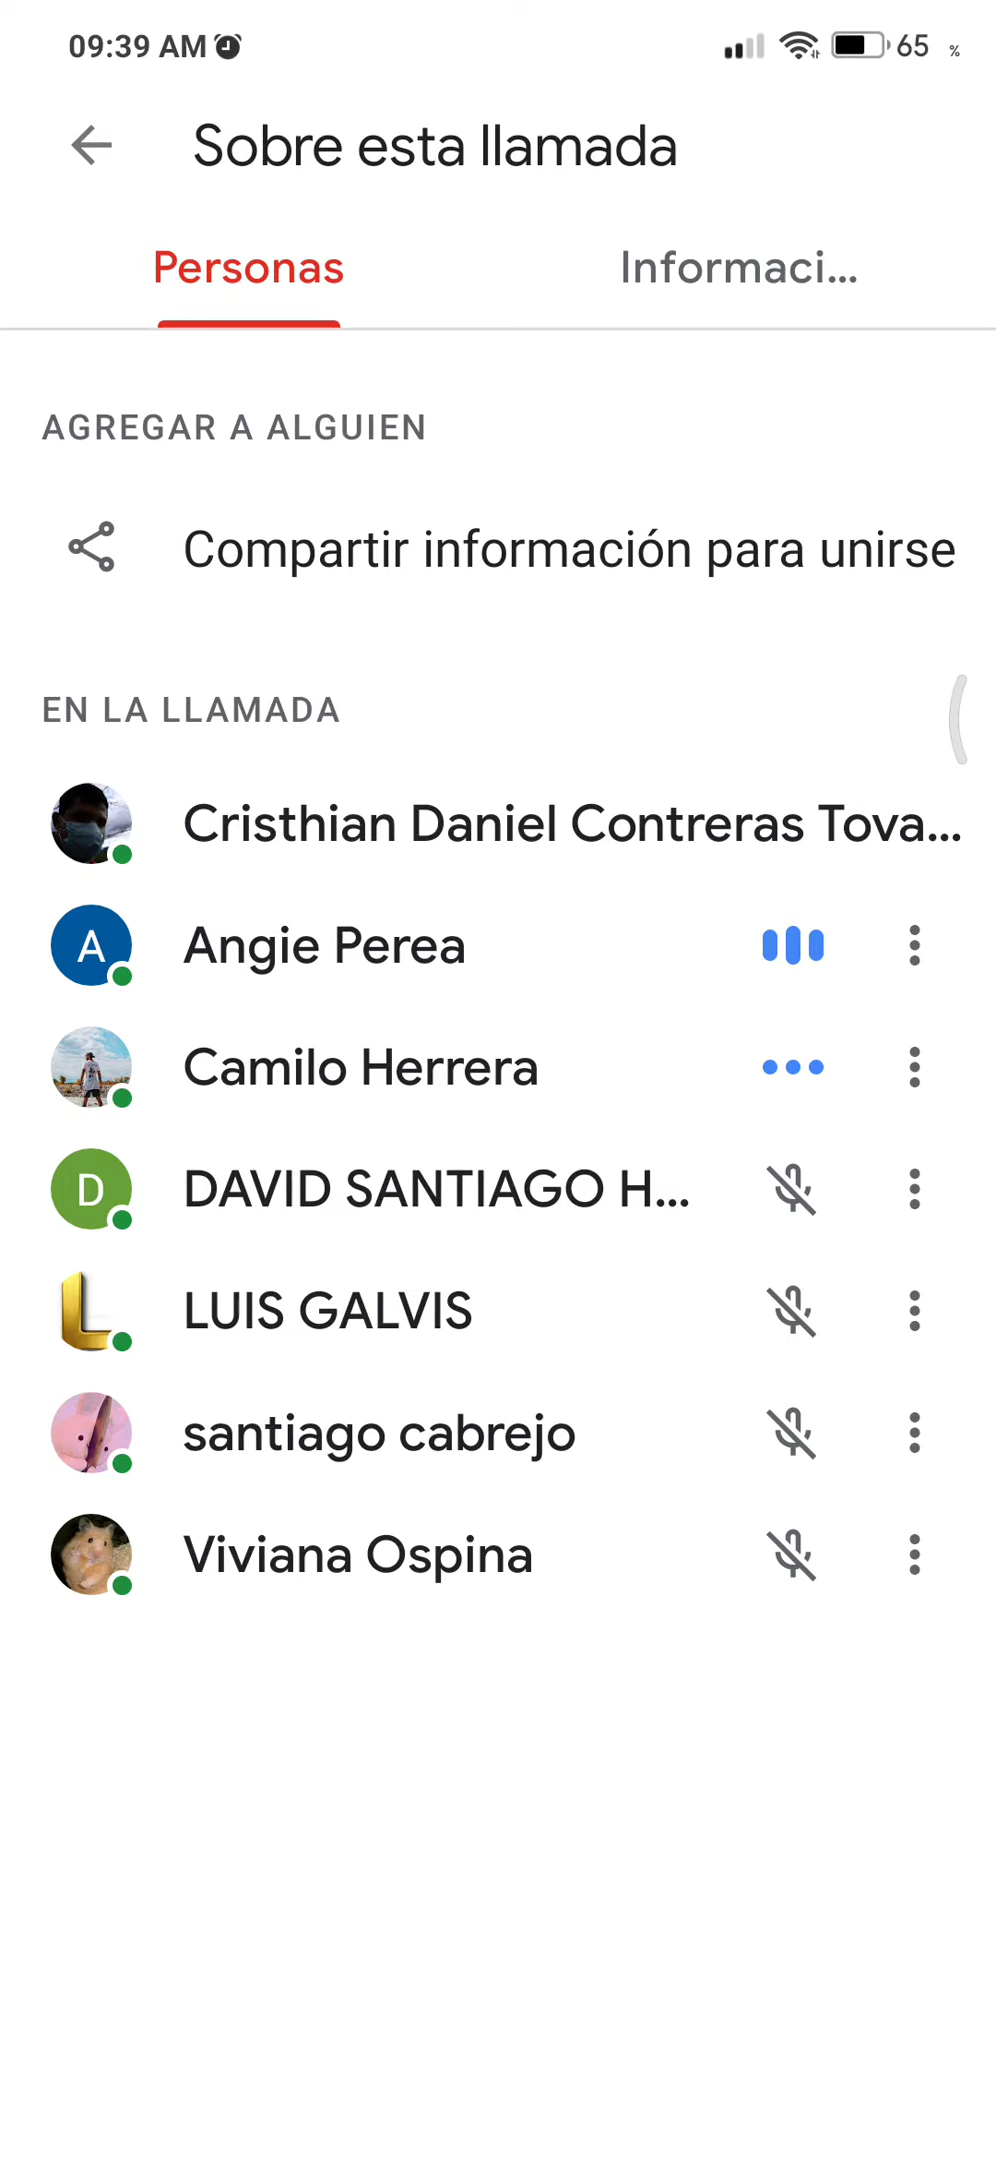 09:39 AM
65 %
Sobre esta llamada
Personas
Informaci...
AGREGAR A ALGUIEN
Compartir información para unirse
EN LA LLAMADA
Cristhian Daniel Contreras Tova...
A
Angie Perea
Camilo Herrera
D
DAVID SANTIAGO H...
L
LUIS GALVIS
santiago cabrejo
Viviana Ospina